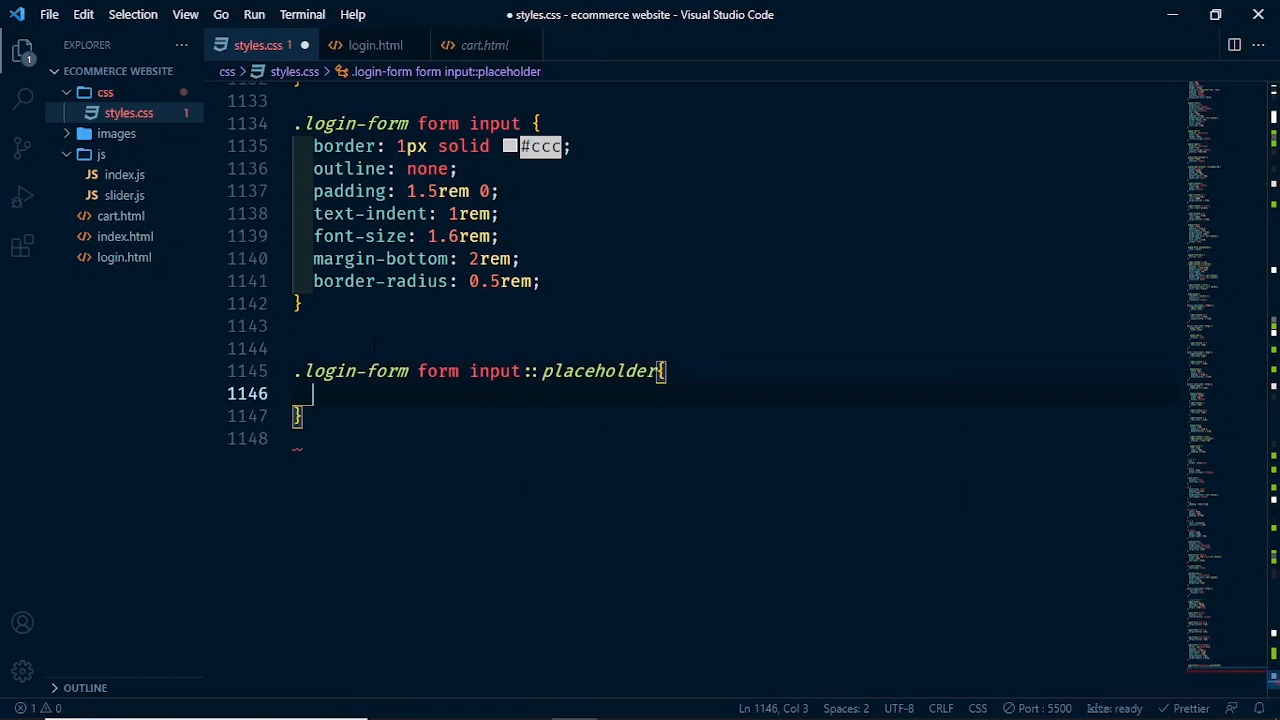 File Edit Selection View Go Run Terminal Help
● styles.css - ecommerce website - Visual Studio Code
EXPLORER
styles.css 1
login.html
cart.html
ECOMMERCE WEBSITE
css > styles.css > .login-form form input::placeholder
css
styles.css 1
images
js
index.js
slider.js
cart.html
index.html
login.html
1
1133
1134 .login-form form input {
1135 border: 1px solid #ccc;
1136 outline: none;
1137 padding: 1.5rem 0;
1138 text-indent: 1rem;
1139 font-size: 1.6rem;
1140 margin-bottom: 2rem;
1141 border-radius: 0.5rem;
1142 }
1143
1144
1145 .login-form form input::placeholder{
1146
1147 }
1148
OUTLINE
1 0
Ln 1146, Col 3 Spaces: 2 UTF-8 CRLF CSS Port : 5500 kite: ready Prettier